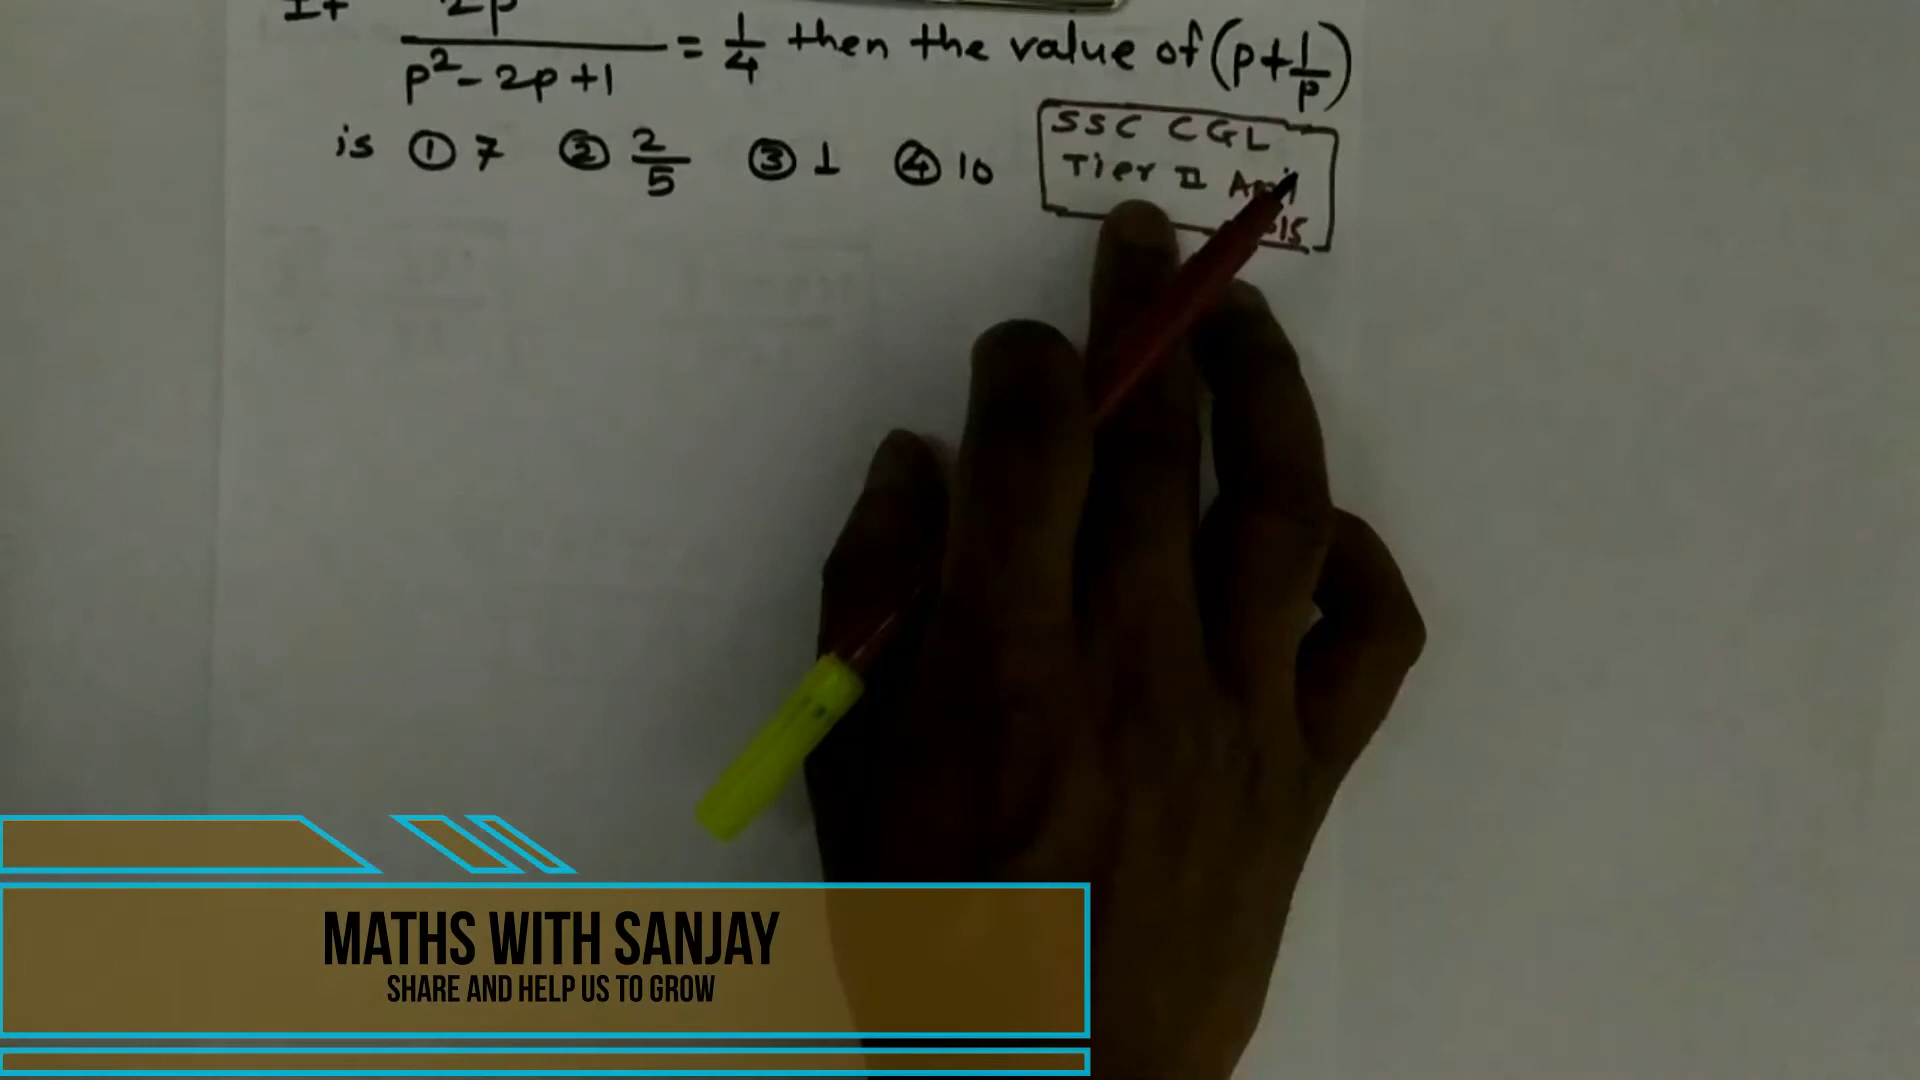 If 2p
p²-2p+1 = 1/4 then the value of (p+1/p)
is ① 7 ② 2/5 ③ 1 ④ 10
SSC CGL
Tier II
MATHS WITH SANJAY
SHARE AND HELP US TO GROW